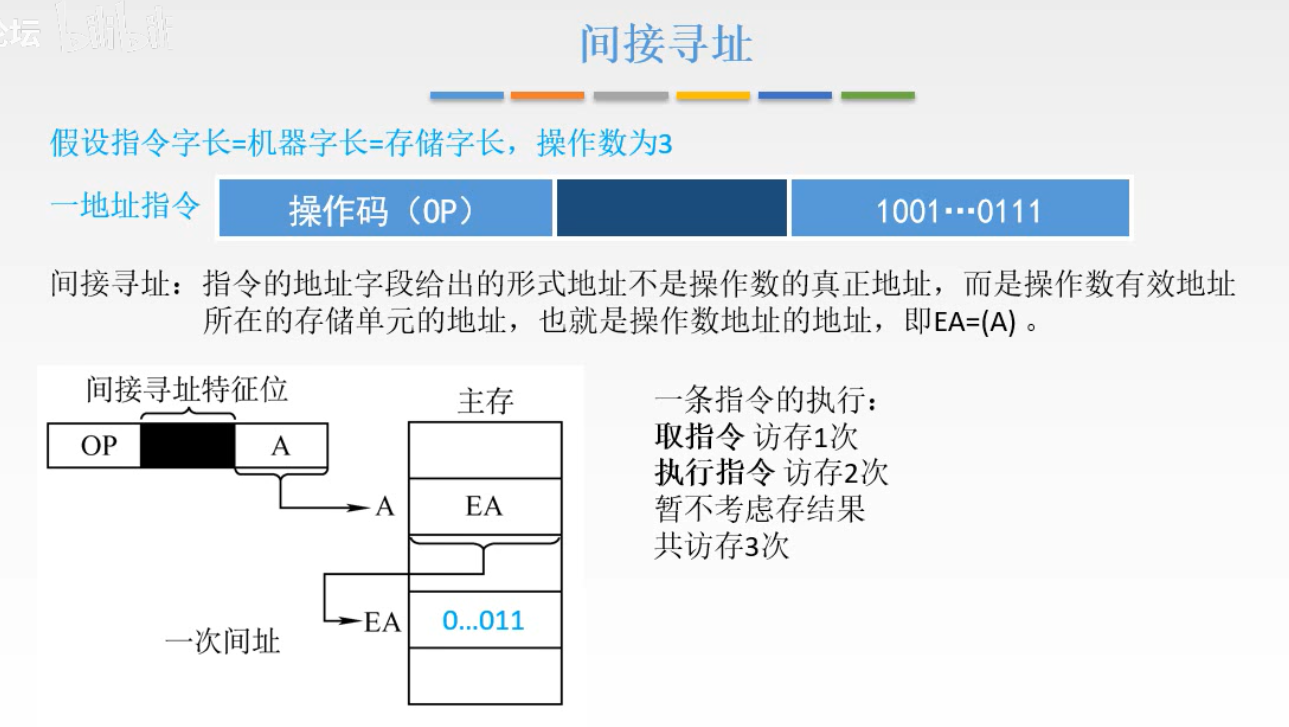 论坛 bilibili
间接寻址
假设指令字长=机器字长=存储字长，操作数为3
一地址指令 操作码（OP） 1001…0111
间接寻址：指令的地址字段给出的形式地址不是操作数的真正地址，而是操作数有效地址
所在的存储单元的地址，也就是操作数地址的地址，即EA=(A) 。
间接寻址特征位
主存
OP A
A EA
EA 0…011
一次间址
一条指令的执行：
取指令 访存1次
执行指令 访存2次
暂不考虑存结果
共访存3次